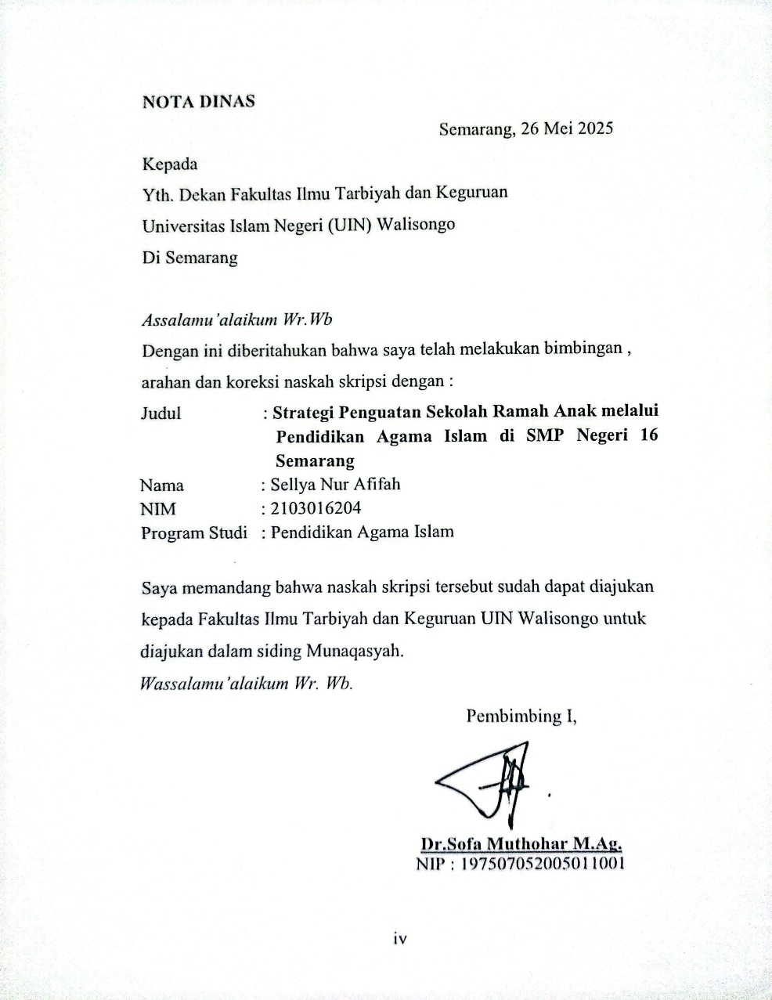 NOTA DINAS
Semarang, 26 Mei 2025
Kepada
Yth. Dekan Fakultas Ilmu Tarbiyah dan Keguruan
Universitas Islam Negeri (UIN) Walisongo
Di Semarang
Assalamu'alaikum Wr. Wb
Dengan ini diberitahukan bahwa saya telah melakukan bimbingan ,
arahan dan koreksi naskah skripsi dengan :
Judul : Strategi Penguatan Sekolah Ramah Anak melalui
Pendidikan Agama Islam di SMP Negeri 16
Semarang
Nama : Sellya Nur Afifah
NIM : 2103016204
Program Studi : Pendidikan Agama Islam
Saya memandang bahwa naskah skripsi tersebut sudah dapat diajukan
kepada Fakultas Ilmu Tarbiyah dan Keguruan UIN Walisongo untuk
diajukan dalam siding Munaqasyah.
Wassalamu'alaikum Wr. Wb.
Pembimbing I,
Dr.Sofa Muthohar M.Ag.
NIP : 197507052005011001
iv